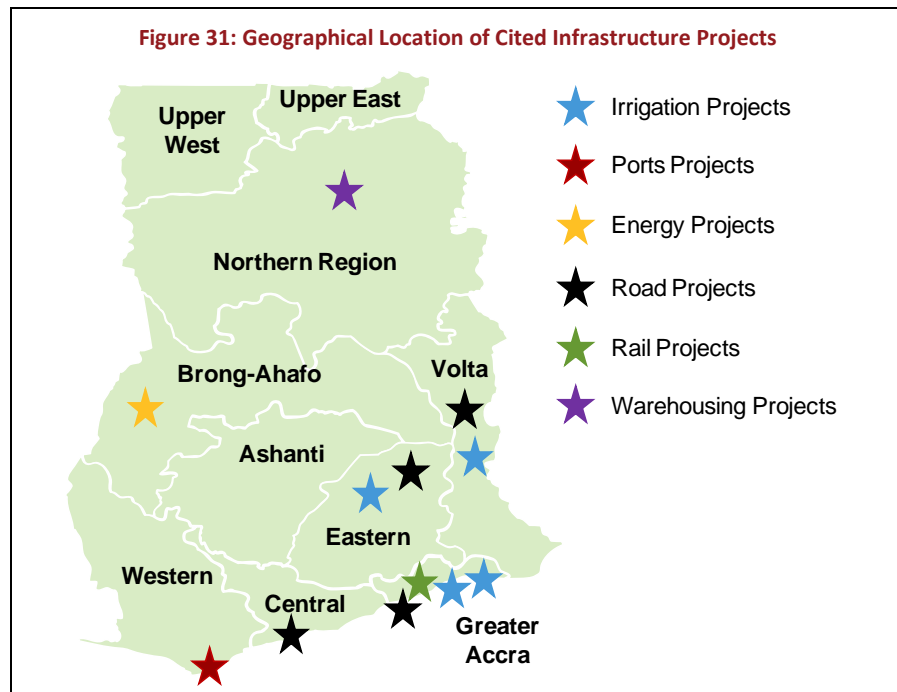 Figure 31: Geographical Location of Cited Infrastructure Projects
Upper East
Upper
West
Northern Region
Brong-Ahafo
Volta
Ashanti
Eastern
Western
Central
Greater
Accra
Irrigation Projects
Ports Projects
Energy Projects
Road Projects
Rail Projects
Warehousing Projects